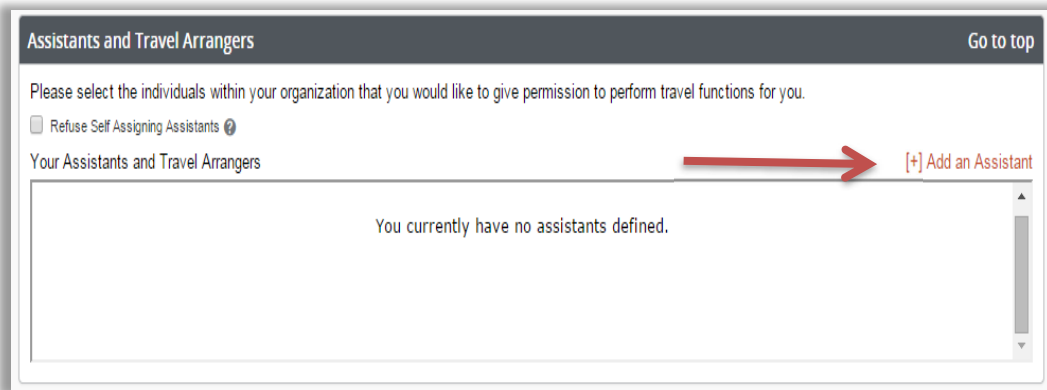 Assistants and Travel Arrangers Go to top
Please select the individuals within your organization that you would like to give permission to perform travel functions for you.
Refuse Self Assigning Assistants ?
Your Assistants and Travel Arrangers [+] Add an Assistant
You currently have no assistants defined.